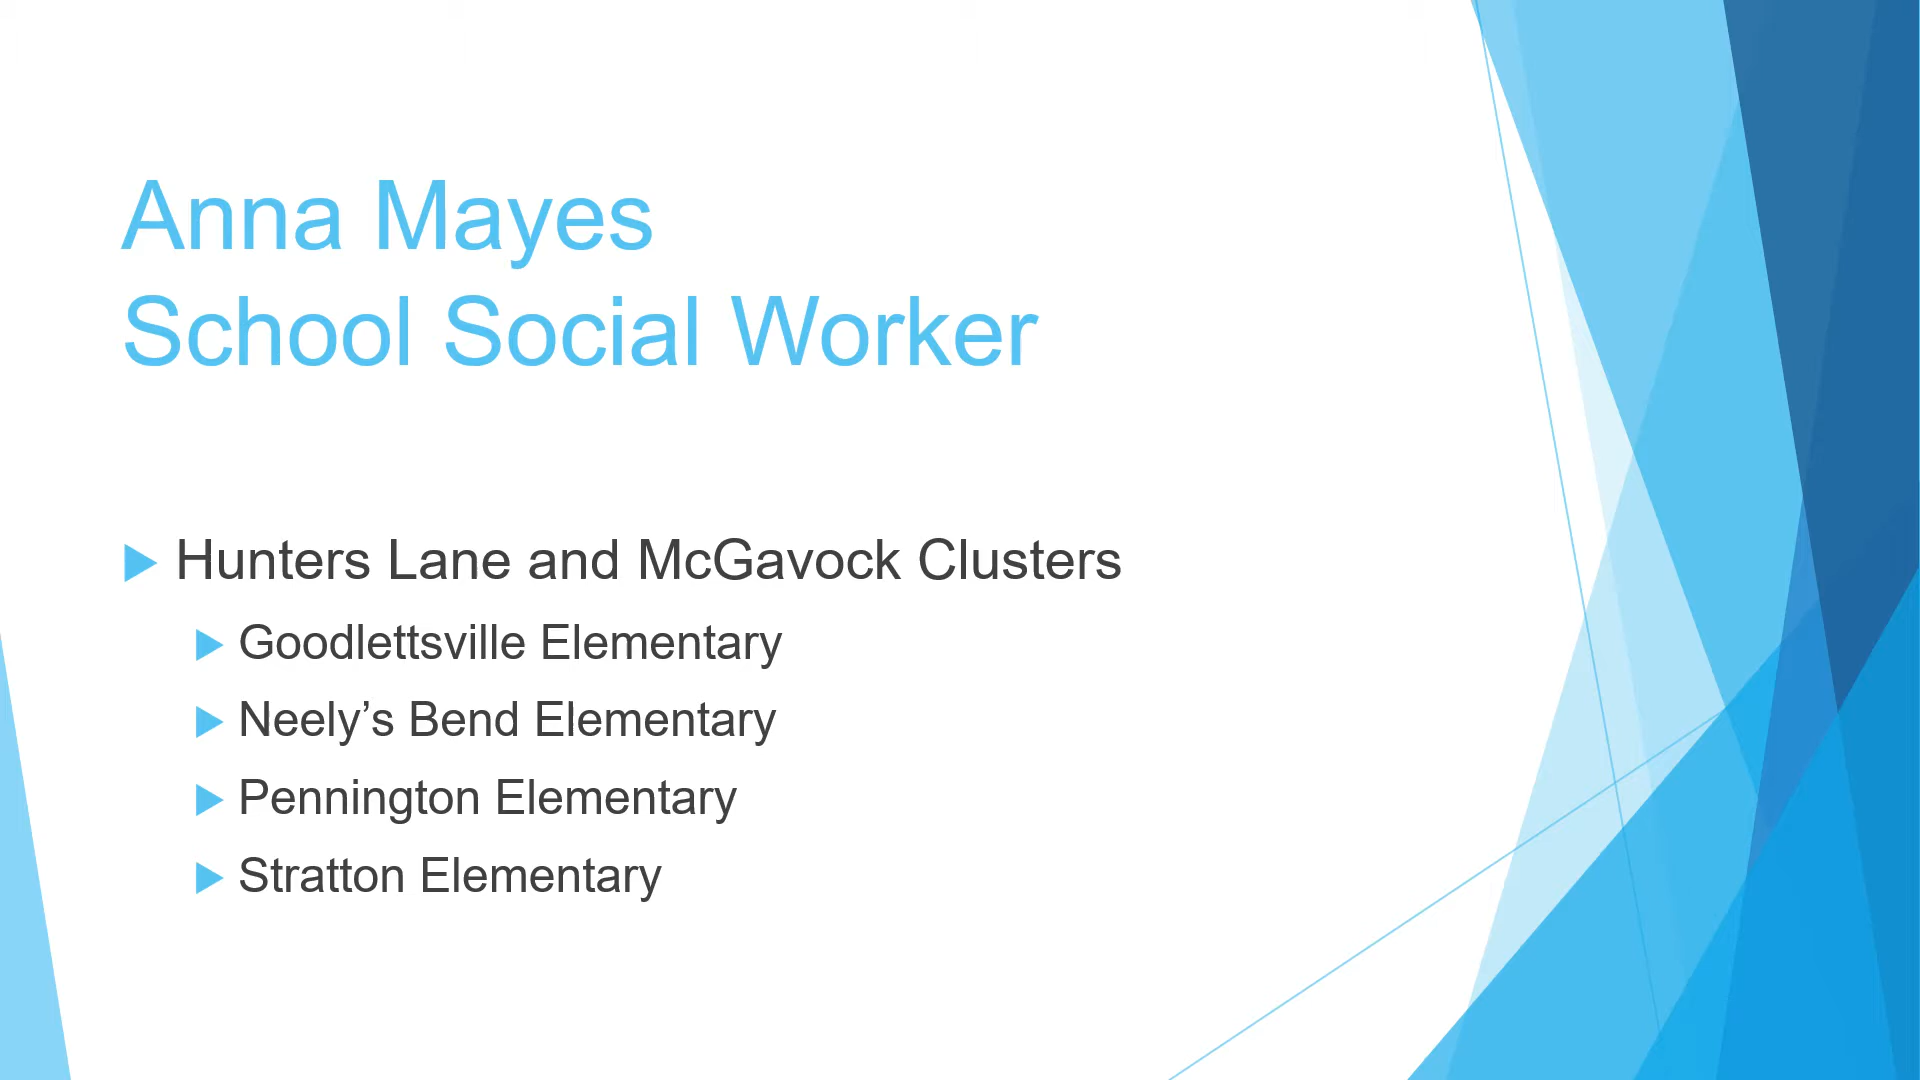 Anna Mayes
School Social Worker
Hunters Lane and McGavock Clusters
Goodlettsville Elementary
Neely’s Bend Elementary
Pennington Elementary
Stratton Elementary